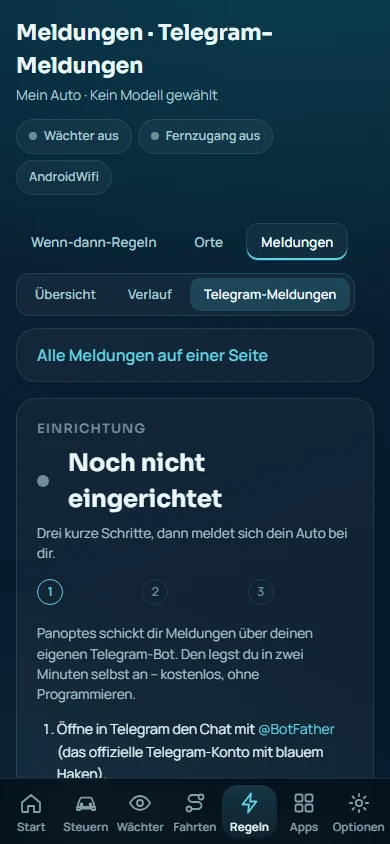 Meldungen · Telegram-
Meldungen
Mein Auto · Kein Modell gewählt
Wächter aus
Fernzugang aus
AndroidWifi
Wenn-dann-Regeln
Orte
Meldungen
Übersicht
Verlauf
Telegram-Meldungen
Alle Meldungen auf einer Seite
EINRICHTUNG
Noch nicht
eingerichtet
Drei kurze Schritte, dann meldet sich dein Auto bei
dir.
1
2
3
Panoptes schickt dir Meldungen über deinen
eigenen Telegram-Bot. Den legst du in zwei
Minuten selbst an – kostenlos, ohne
Programmieren.
1. Öffne in Telegram den Chat mit @BotFather
(das offizielle Telegram-Konto mit blauem
Haken).
Start
Steuern
Wächter
Fahrten
Regeln
Apps
Optionen